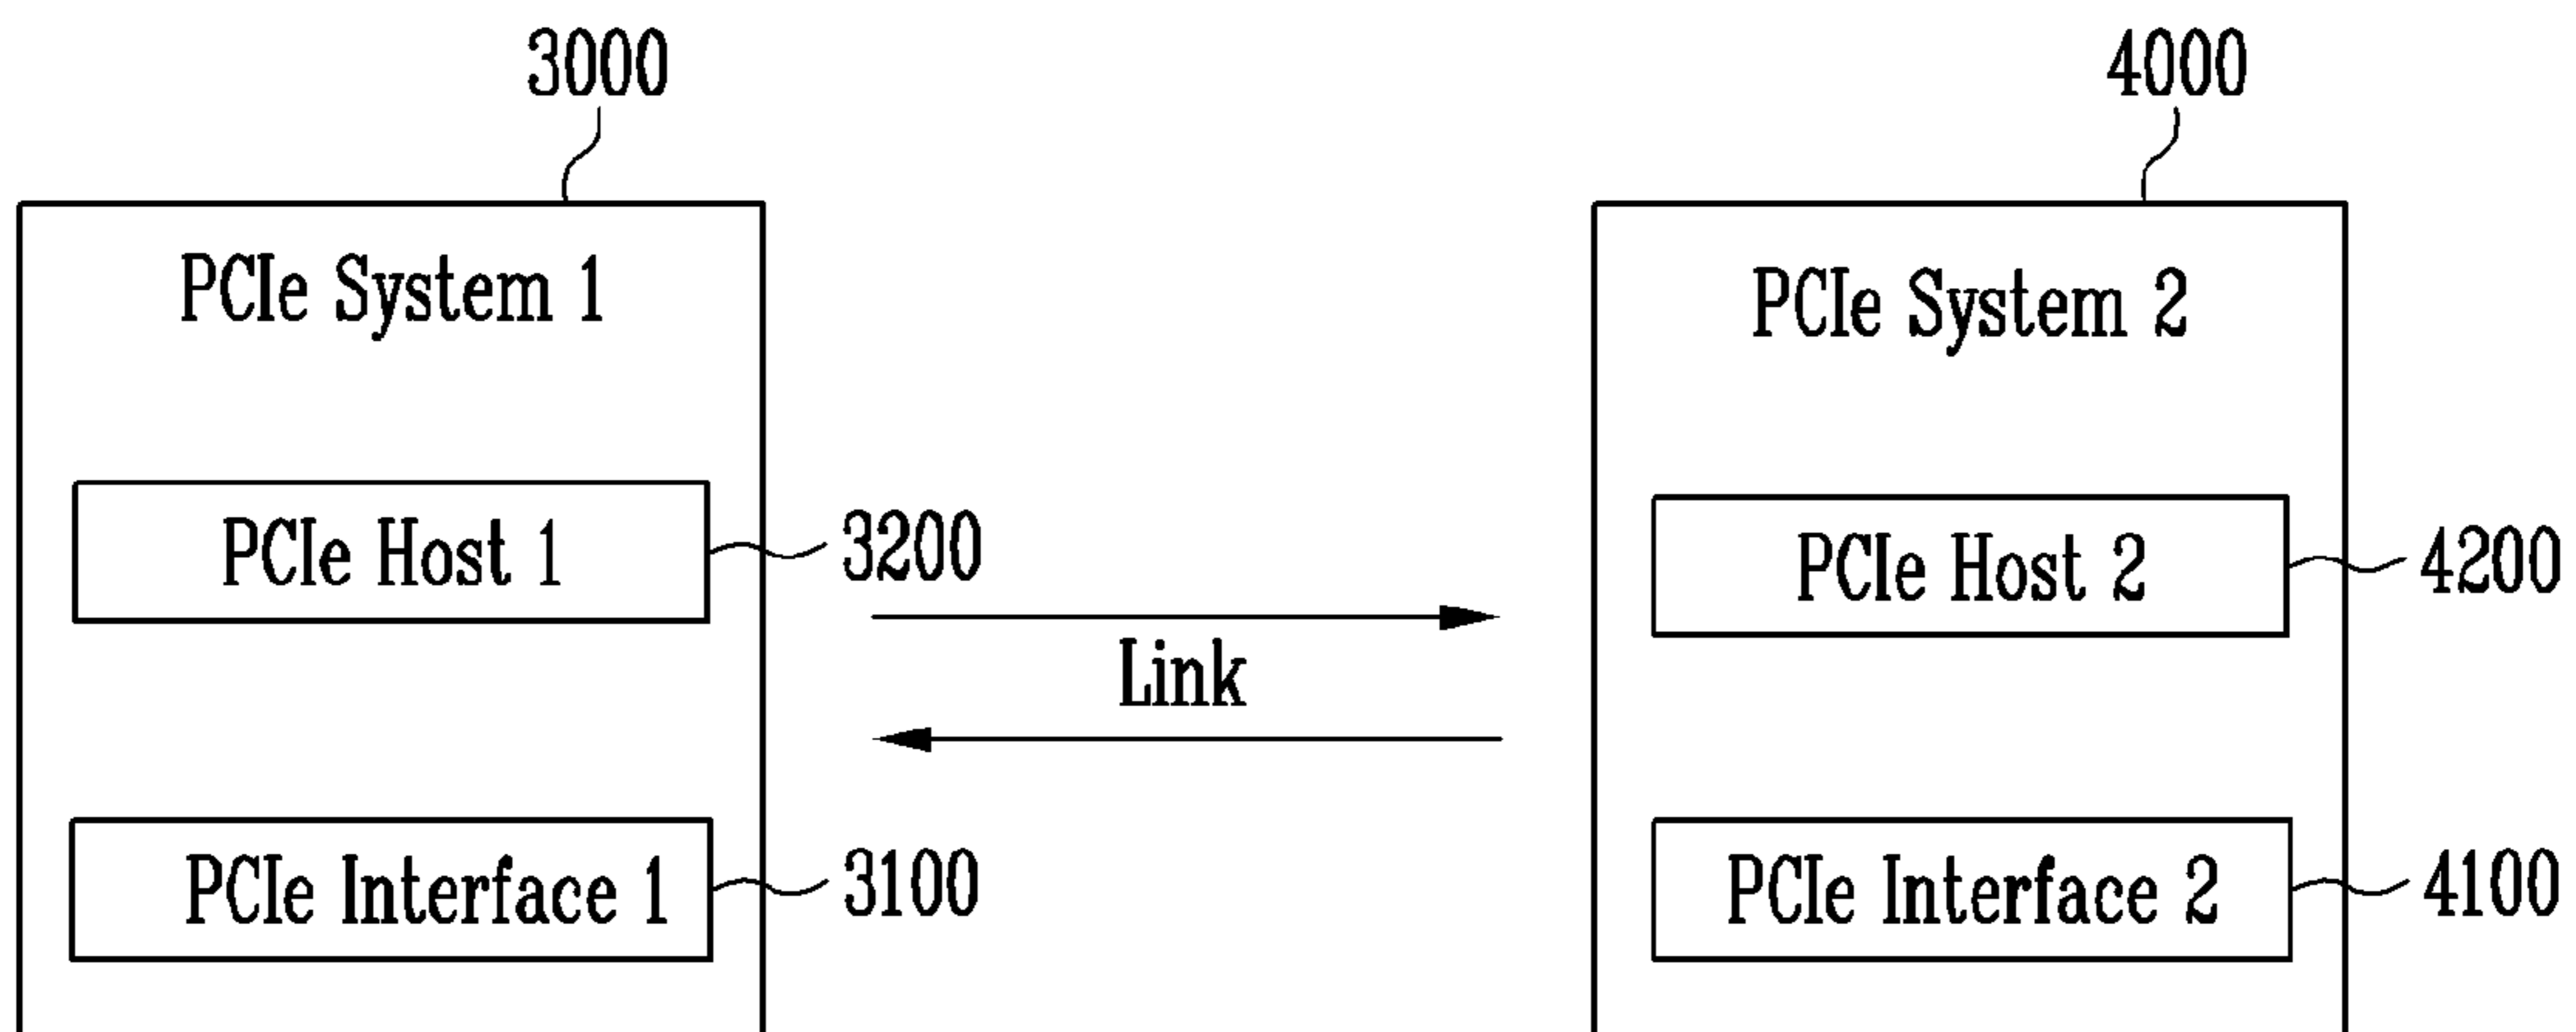 3000
4000
PCIe System 1
PCIe System 2
PCIe Host 1
3200
PCIe Host 2
4200
Link
PCIe Interface 1
3100
PCIe Interface 2
4100